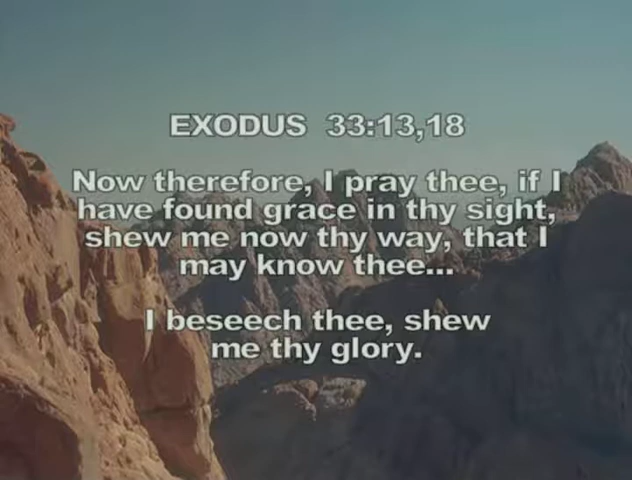 EXODUS 33:13,18
Now therefore, I pray thee, if I
have found grace in thy sight,
shew me now thy way, that I
may know thee...
I beseech thee, shew
me thy glory.